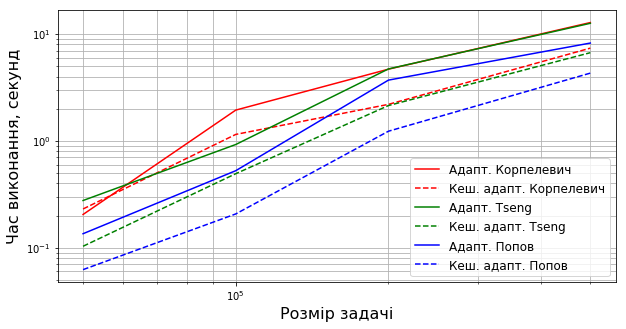 Час виконання, секунд
10¹
10⁰
10⁻¹
10⁵
Розмір задачі
Адапт. Корпелевич
Кеш. адапт. Корпелевич
Адапт. Tseng
Кеш. адапт. Tseng
Адапт. Попов
Кеш. адапт. Попов